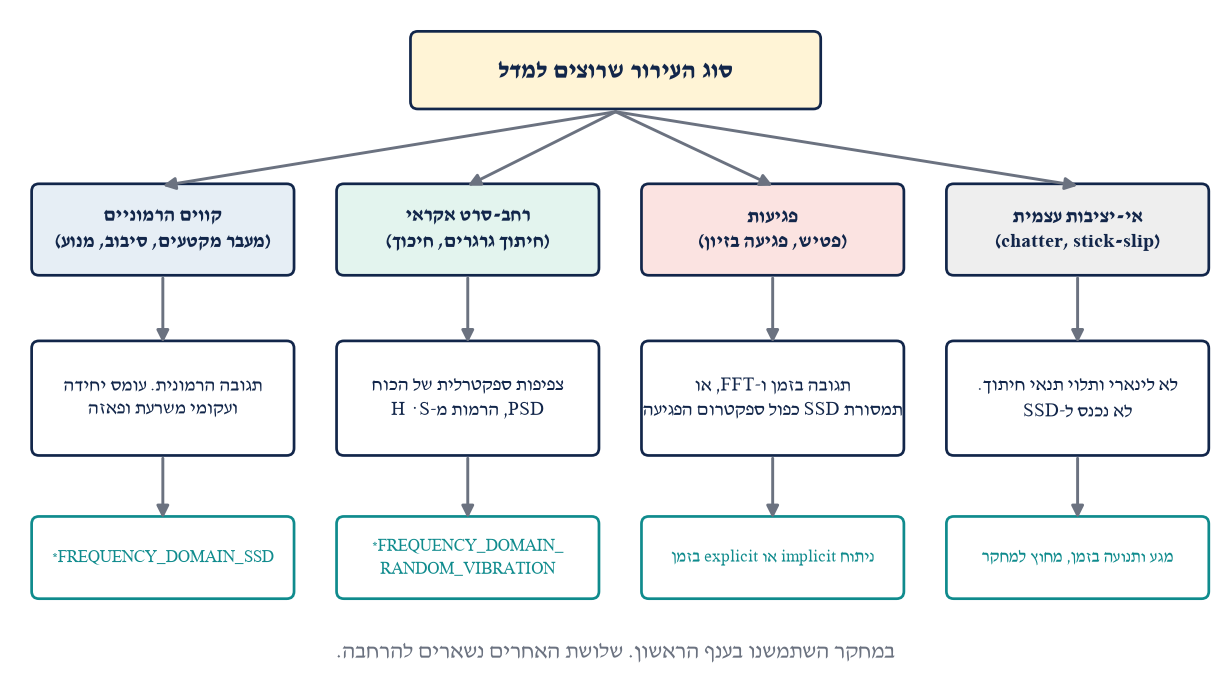 סוג העירור שרוצים למדל
קווים הרמוניים
(מעבר מקטעים, סיבוב, מנוע)
רחב-סרט אקראי
(חיתוך גרגרים, חיכוך)
פגיעות
(פטיש, פגיעה בזיון)
אי-יציבות עצמית
(chatter, stick-slip)
תגובה הרמונית. עומס יחידה
ועקומי משרעת ופאזה
צפיפות ספקטרלית של הכוח
PSD, הרמות מ-H·S
תגובה בזמן ו-FFT, או
תמסורת SSD כפול ספקטרום הפגיעה
לא לינארי ותלוי תנאי חיתוך.
לא נכנס ל-SSD
*FREQUENCY_DOMAIN_SSD
*FREQUENCY_DOMAIN_
RANDOM_VIBRATION
ניתוח implicit או explicit בזמן
מגע ותנועה בזמן, מחוץ למחקר
במחקר השתמשנו בענף הראשון. שלושת האחרים נשארים להרחבה.